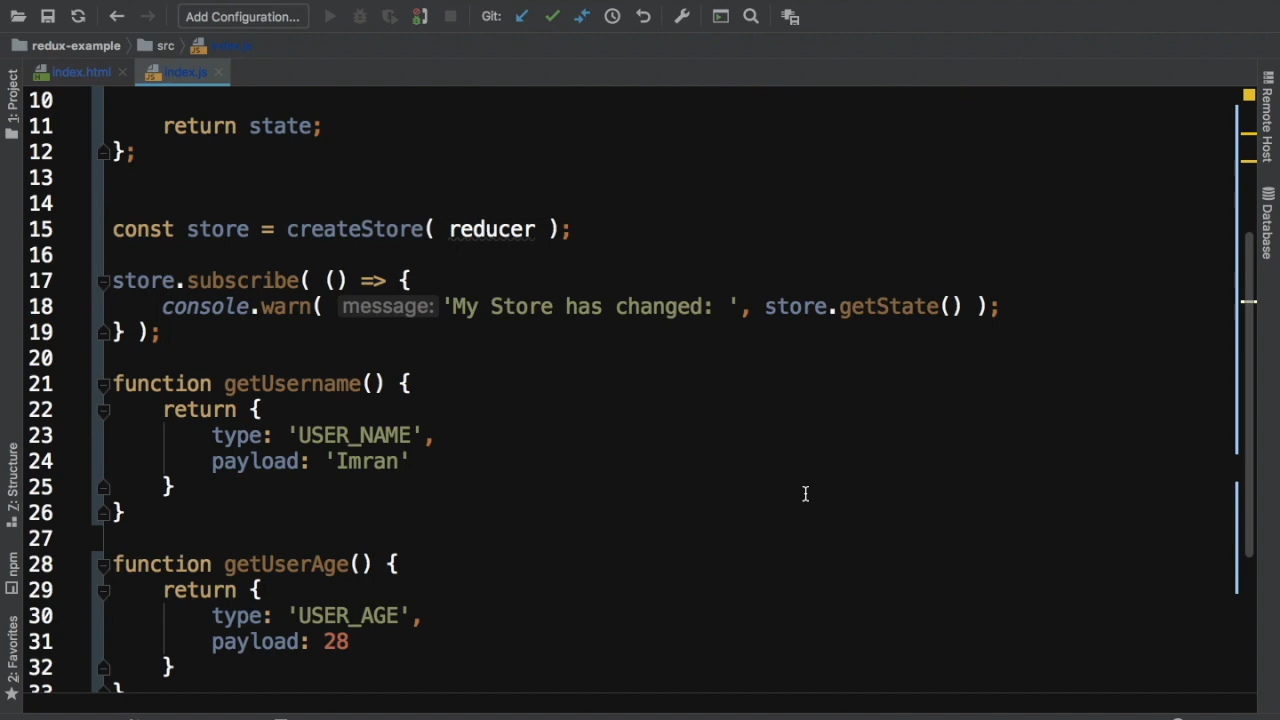 Add Configuration...
Git:
redux-example
src
index.js
index.html
index.js
1: Project
Z: Structure
npm
2: Favorites
Remote Host
Database
10
11 return state;
12 };
13
14
15 const store = createStore( reducer );
16
17 store.subscribe( () => {
18 console.warn( message: 'My Store has changed: ', store.getState() );
19 } );
20
21 function getUsername() {
22 return {
23 type: 'USER_NAME',
24 payload: 'Imran'
25 }
26 }
27
28 function getUserAge() {
29 return {
30 type: 'USER_AGE',
31 payload: 28
32 }
33 }